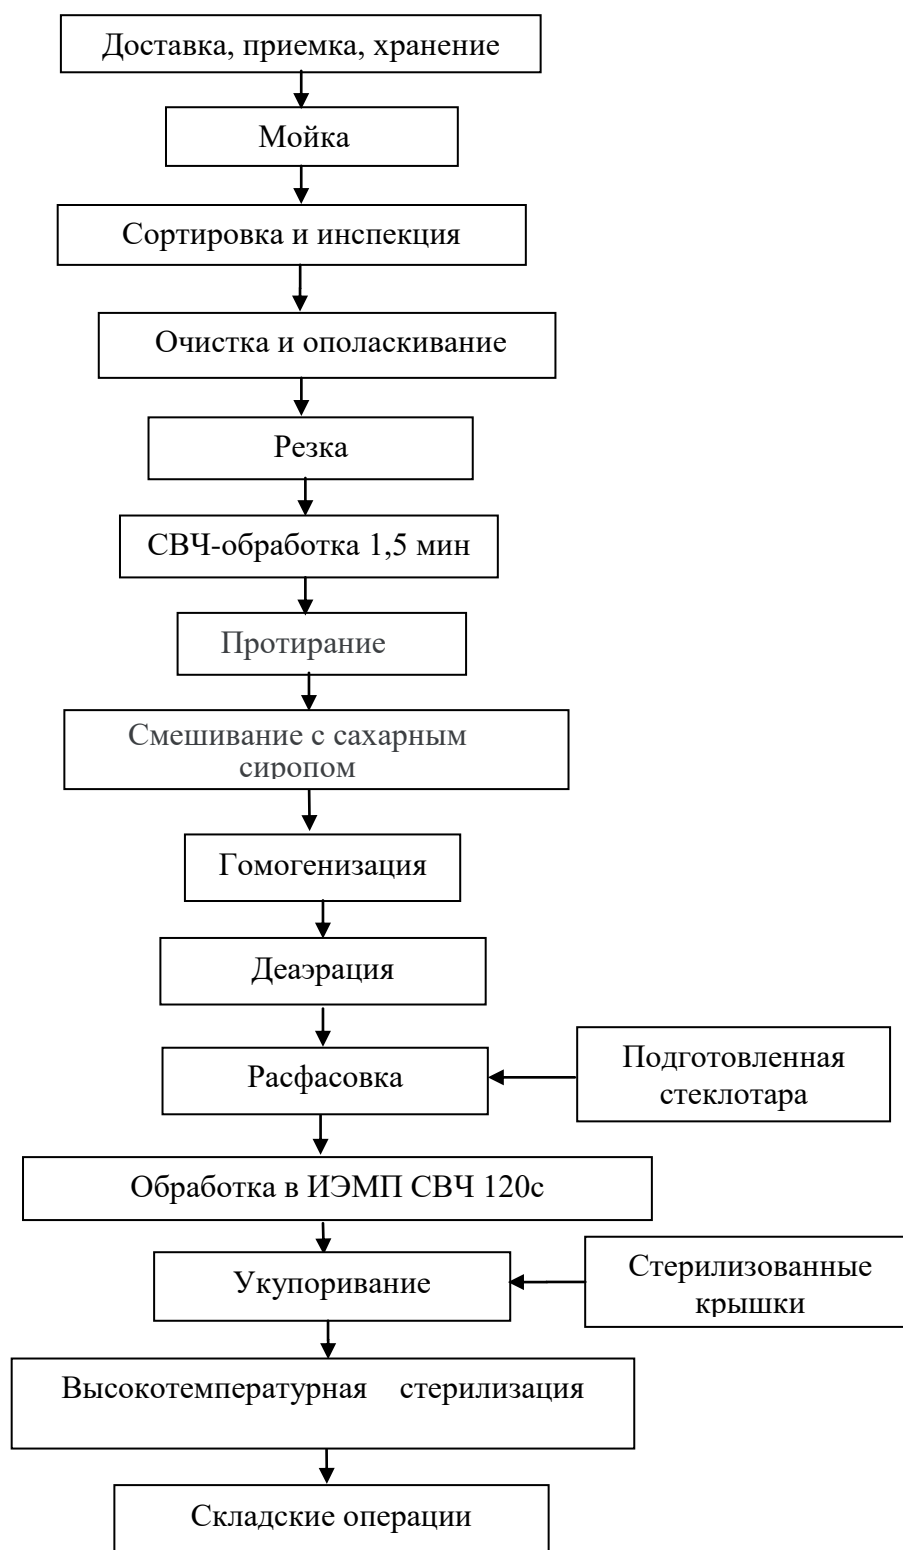 Доставка, приемка, хранение
Мойка
Сортировка и инспекция
Очистка и ополаскивание
Резка
СВЧ-обработка 1,5 мин
Протирание
Смешивание с сахарным
сиропом
Гомогенизация
Деаэрация
Расфасовка
Подготовленная
стеклотара
Обработка в ИЭМП СВЧ 120с
Укупоривание
Стерилизованные
крышки
Высокотемпературная стерилизация
Складские операции